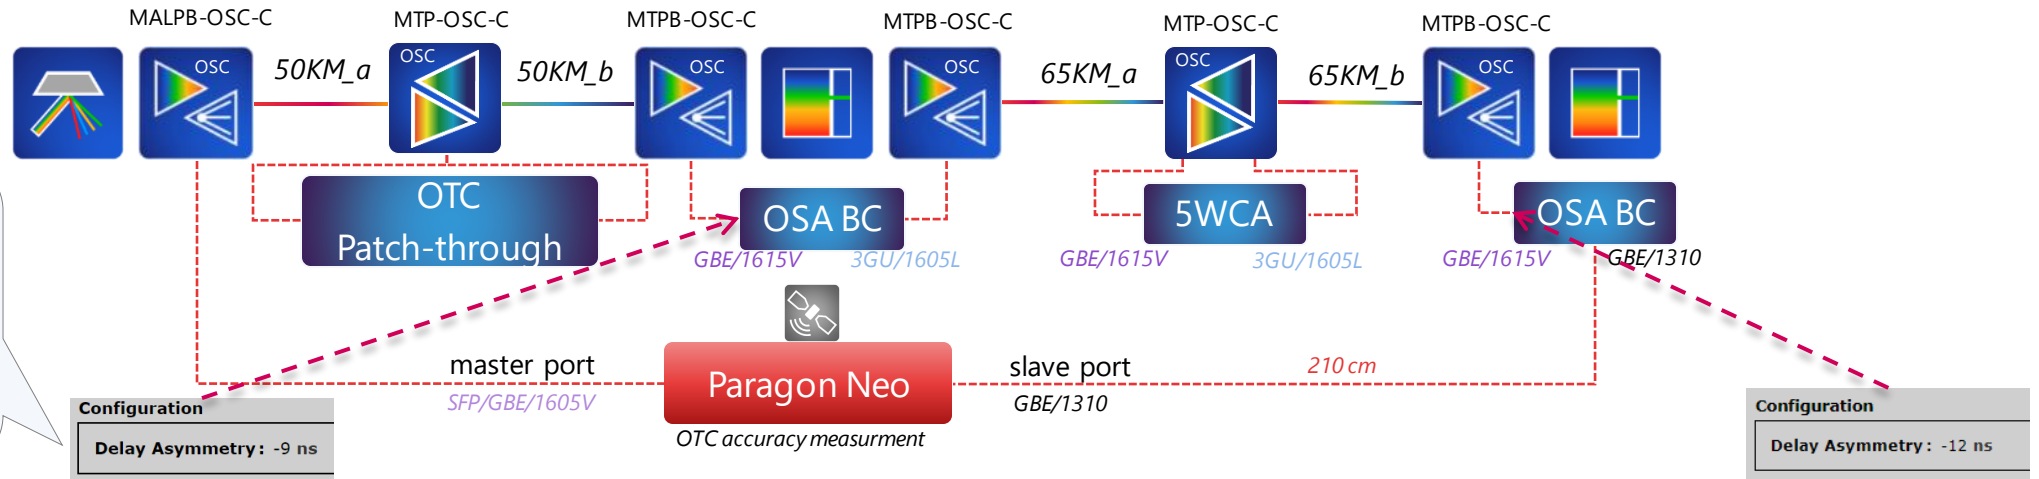 MALPB-OSC-C
MTP-OSC-C
MTPB-OSC-C
MTPB-OSC-C
MTP-OSC-C
MTPB-OSC-C
OSC
50KM_a
OSC
50KM_b
OSC
OSC
65KM_a
OSC
65KM_b
OSC
OTC
Patch-through
OSA BC
5WCA
OSA BC
GBE/1615V
3GU/1605L
GBE/1615V
3GU/1605L
GBE/1615V
GBE/1310
master port
SFP/GBE/1605V
Paragon Neo
slave port
GBE/1310
210 cm
OTC accuracy measurment
Configuration
Delay Asymmetry: -9 ns
Configuration
Delay Asymmetry: -12 ns